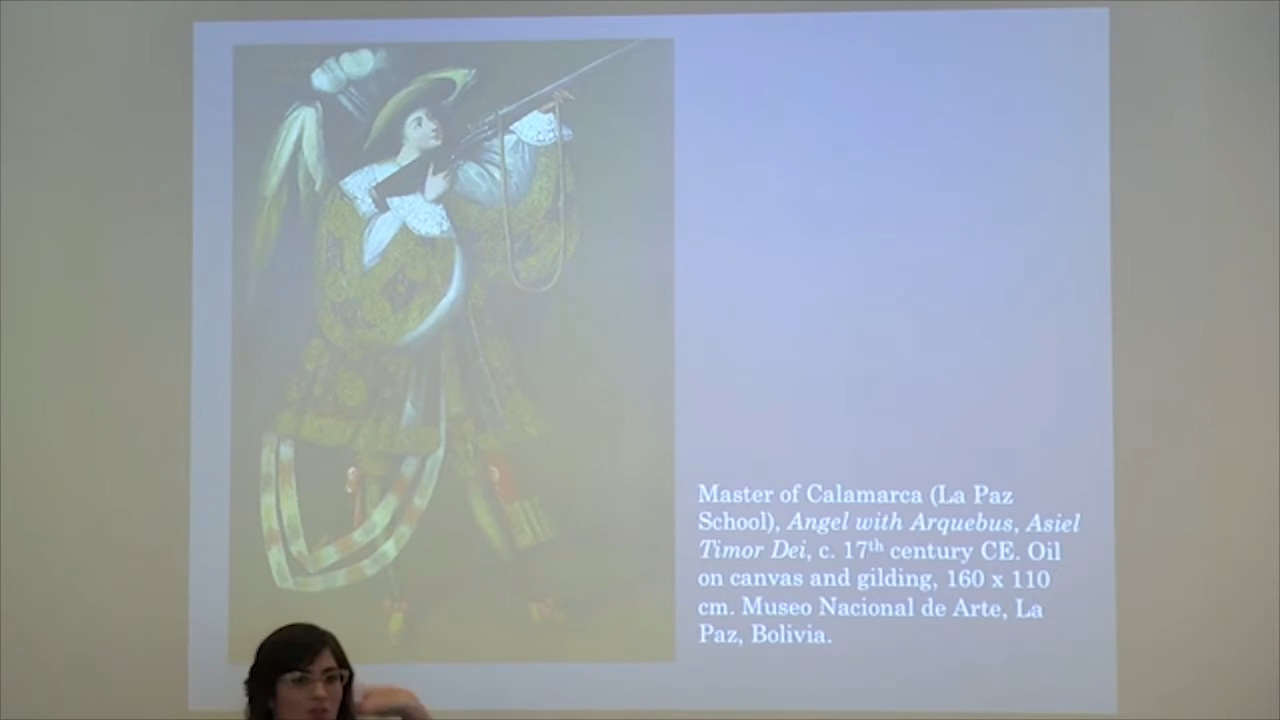 Master of Calamarca (La Paz
School), Angel with Arquebus, Asiel
Timor Dei, c. 17th century CE. Oil
on canvas and gilding, 160 x 110
cm. Museo Nacional de Arte, La
Paz, Bolivia.